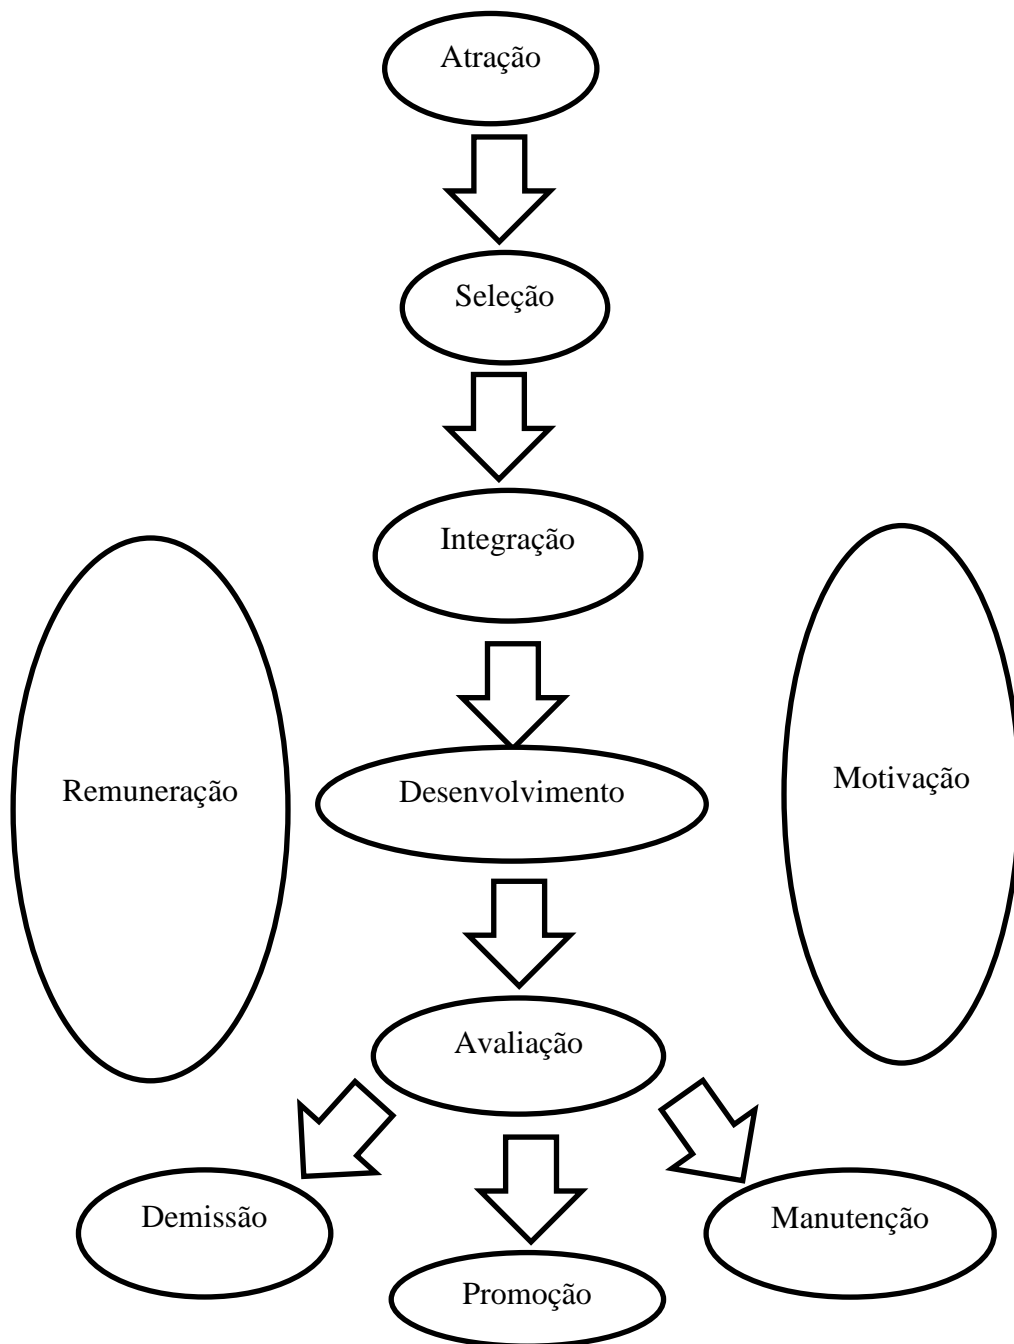 Atração
Seleção
Integração
Remuneração
Desenvolvimento
Motivação
Avaliação
Demissão
Promoção
Manutenção